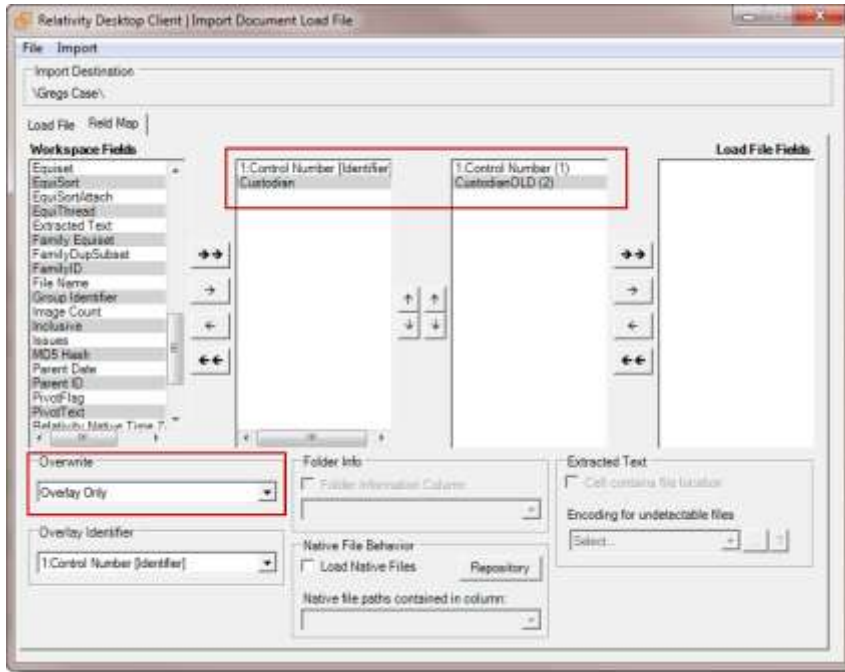 Relativity Desktop Client | Import Document Load File
File Import
Import Destination
\Gregs Case\
Load File Field Map
Workspace Fields
Load File Fields
Equiset
EquiSort
EquiSortAttach
EquiThread
Extracted Text
Family Equiset
FamilyDupSubset
FamilyID
File Name
Group Identifier
Image Count
Inclusive
Issues
MD5 Hash
Parent Date
Parent ID
PivotFlag
PivotText
Relativity Native Time Z
1:Control Number [Identifier]
Custodian
1:Control Number (1)
CustodianOLD (2)
Overwrite
Overlay Only
Overlay Identifier
1:Control Number [Identifier]
Folder Info
Folder Information Column
Native File Behavior
Load Native Files
Repository
Native file paths contained in column:
Extracted Text
Cell contains file location
Encoding for undetectable files
Select...
... ?